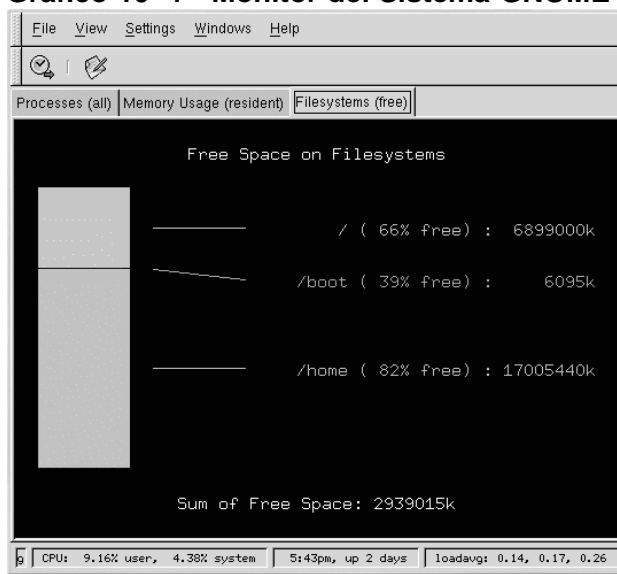 File View Settings Windows Help
Processes (all) Memory Usage (resident) Filesystems (free)
Free Space on Filesystems
/ ( 66% free) : 6899000k
/boot ( 39% free) : 6095k
/home ( 82% free) : 17005440k
Sum of Free Space: 2939015k
CPU: 9.16% user, 4.38% system 5:43pm, up 2 days loadavg: 0.14, 0.17, 0.26